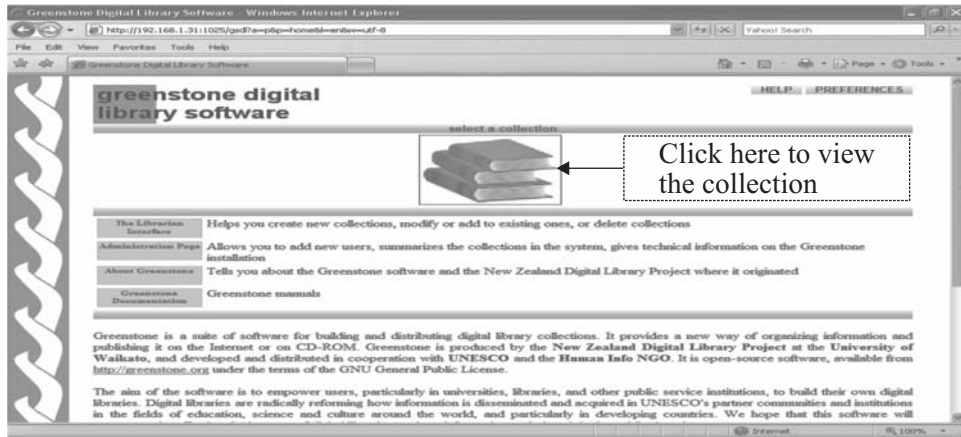 Greenstone Digital Library Software - Windows Internet Explorer
http://192.168.1.31:1025/gsdl?a=p&p=home&l=en&w=utf-8
Yahoo! Search
File Edit View Favorites Tools Help
Greenstone Digital Library Software
Page Tools
HELP PREFERENCES
greenstone digital
library software
select a collection
Click here to view
the collection
The Librarian
Interface
Helps you create new collections, modify or add to existing ones, or delete collections
Administration Page
Allows you to add new users, summarizes the collections in the system, gives technical information on the Greenstone
installation
About Greenstone
Tells you about the Greenstone software and the New Zealand Digital Library Project where it originated
Greenstone
Documentation
Greenstone manuals
Greenstone is a suite of software for building and distributing digital library collections. It provides a new way of organizing information and
publishing it on the Internet or on CD-ROM. Greenstone is produced by the New Zealand Digital Library Project at the University of
Waikato, and developed and distributed in cooperation with UNESCO and the Human Info NGO. It is open-source software, available from
http://greenstone.org under the terms of the GNU General Public License.
The aim of the software is to empower users, particularly in universities, libraries, and other public service institutions, to build their own digital
libraries. Digital libraries are radically reforming how information is disseminated and acquired in UNESCO's partner communities and institutions
in the fields of education, science and culture around the world, and particularly in developing countries. We hope that this software will
Internet
100%